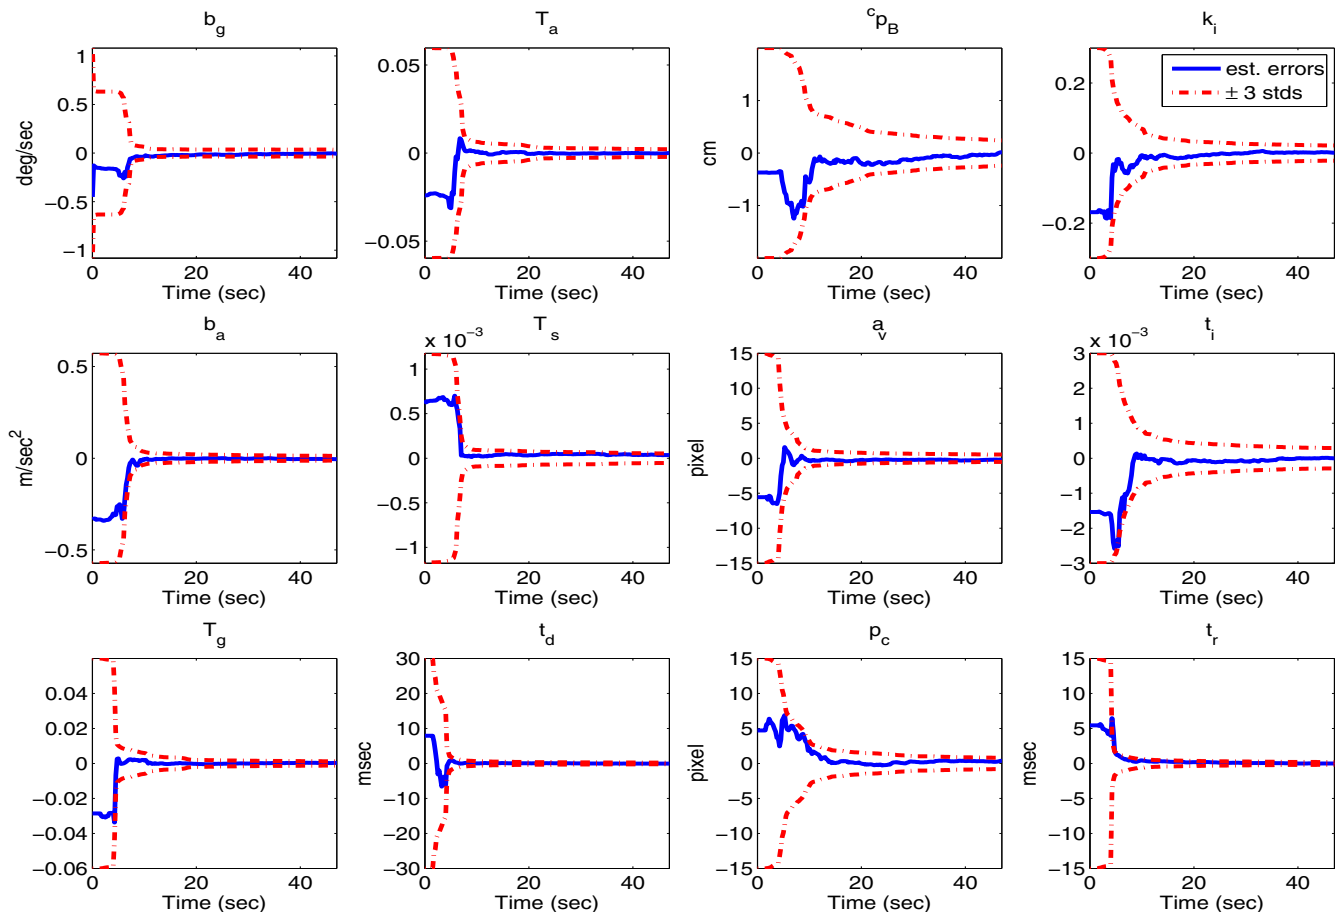 b_g
deg/sec
1
0.5
0
−0.5
−1
0 20 40
Time (sec)
T_a
0.05
0
−0.05
0 20 40
Time (sec)
^c p_B
cm
1
0
−1
0 20 40
Time (sec)
k_i
0.2
0
−0.2
0 20 40
Time (sec)
est. errors
± 3 stds
b_a
m/sec²
0.5
0
−0.5
0 20 40
Time (sec)
T_s
x 10⁻³
1
0.5
0
−0.5
−1
0 20 40
Time (sec)
a_v
pixel
15
10
5
0
−5
−10
−15
0 20 40
Time (sec)
t_i
x 10⁻³
3
2
1
0
−1
−2
−3
0 20 40
Time (sec)
T_g
0.04
0.02
0
−0.02
−0.04
−0.06
0 20 40
Time (sec)
t_d
msec
30
20
10
0
−10
−20
−30
0 20 40
Time (sec)
p_c
pixel
15
10
5
0
−5
−10
−15
0 20 40
Time (sec)
t_r
msec
15
10
5
0
−5
−10
−15
0 20 40
Time (sec)